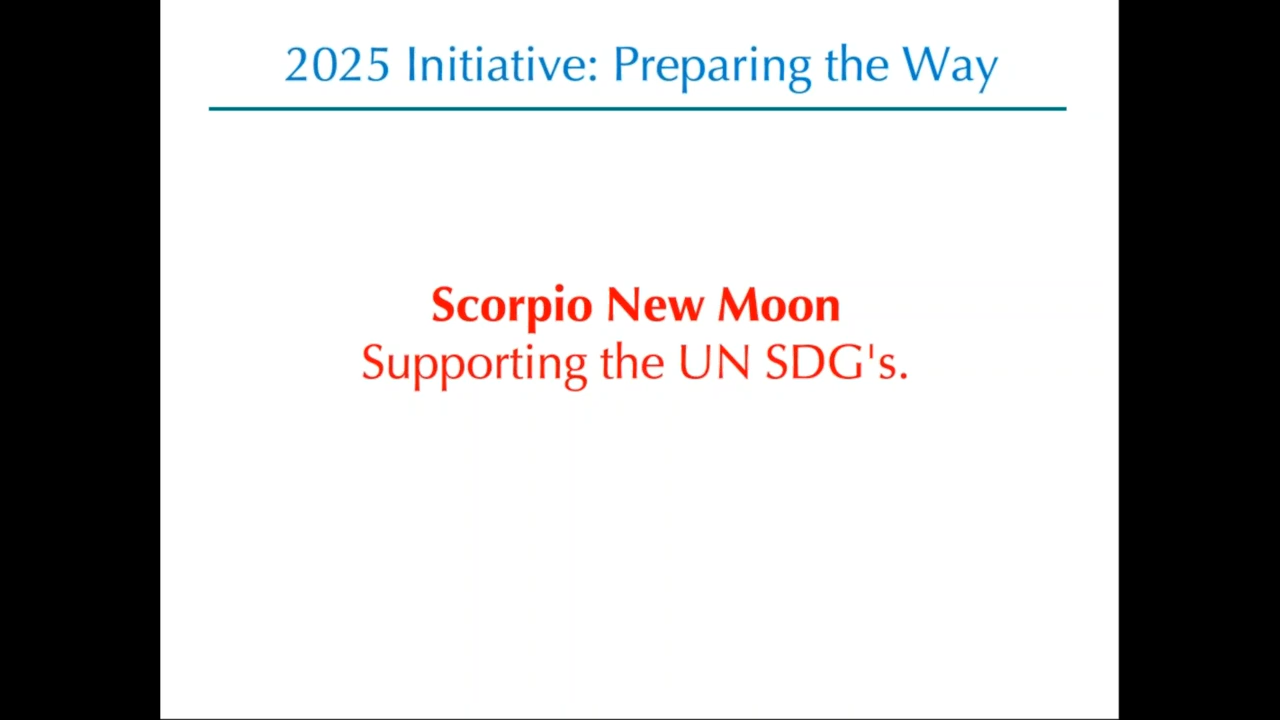 2025 Initiative: Preparing the Way
Scorpio New Moon
Supporting the UN SDG's.